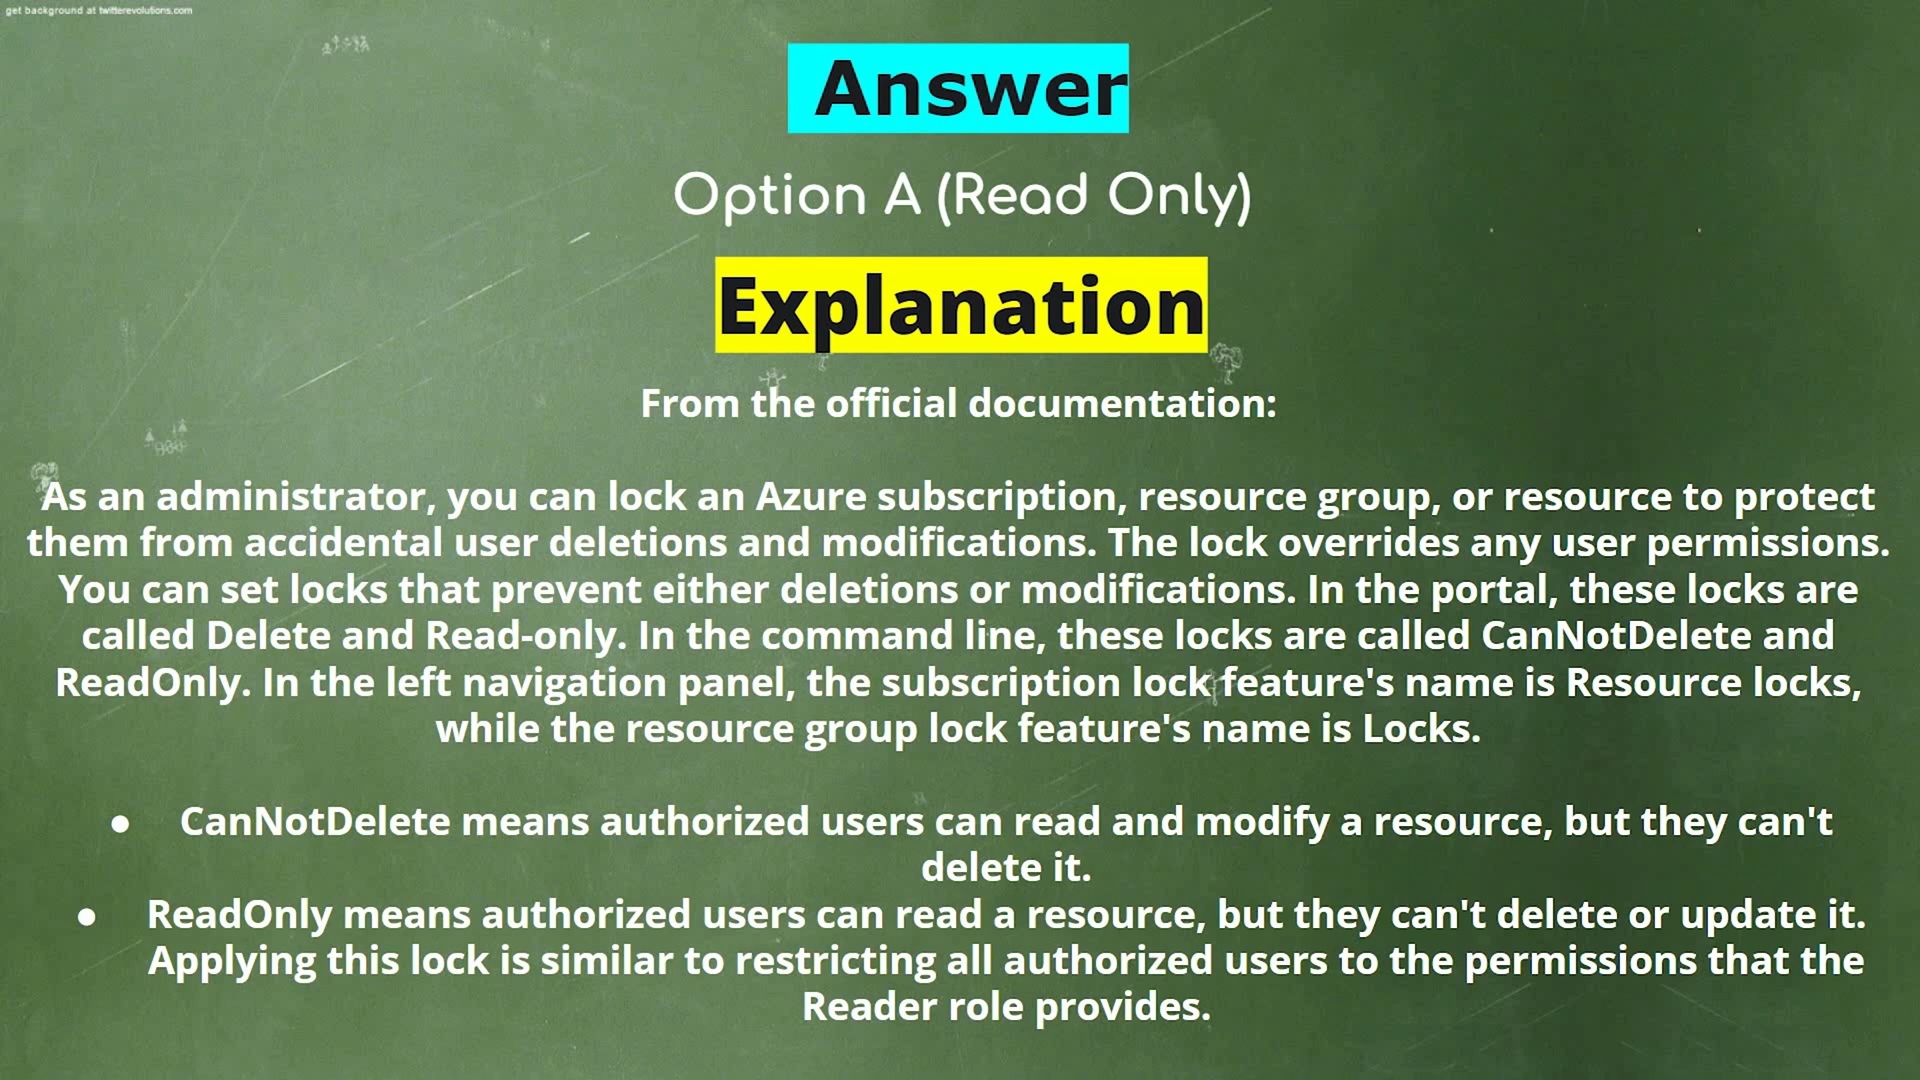 get background at twitterevolutions.com
Answer
Option A (Read Only)
Explanation
From the official documentation:
As an administrator, you can lock an Azure subscription, resource group, or resource to protect
them from accidental user deletions and modifications. The lock overrides any user permissions.
You can set locks that prevent either deletions or modifications. In the portal, these locks are
called Delete and Read-only. In the command line, these locks are called CanNotDelete and
ReadOnly. In the left navigation panel, the subscription lock feature's name is Resource locks,
while the resource group lock feature's name is Locks.
● CanNotDelete means authorized users can read and modify a resource, but they can't
delete it.
● ReadOnly means authorized users can read a resource, but they can't delete or update it.
Applying this lock is similar to restricting all authorized users to the permissions that the
Reader role provides.